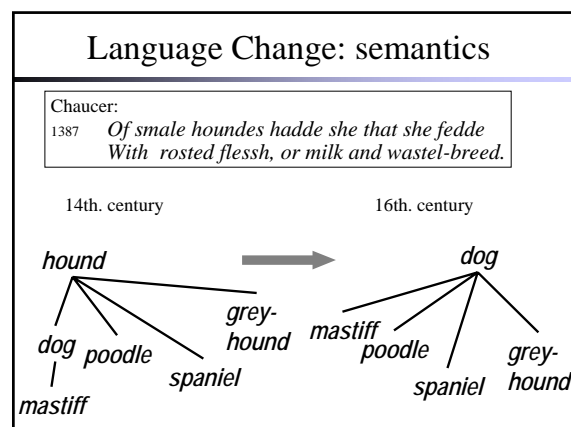 Language Change: semantics
Chaucer:
1387 Of smale houndes hadde she that she fedde
With rosted flessh, or milk and wastel-breed.
14th. century
16th. century
hound
dog
poodle
spaniel
grey-
hound
mastiff
dog
mastiff
poodle
spaniel
grey-
hound